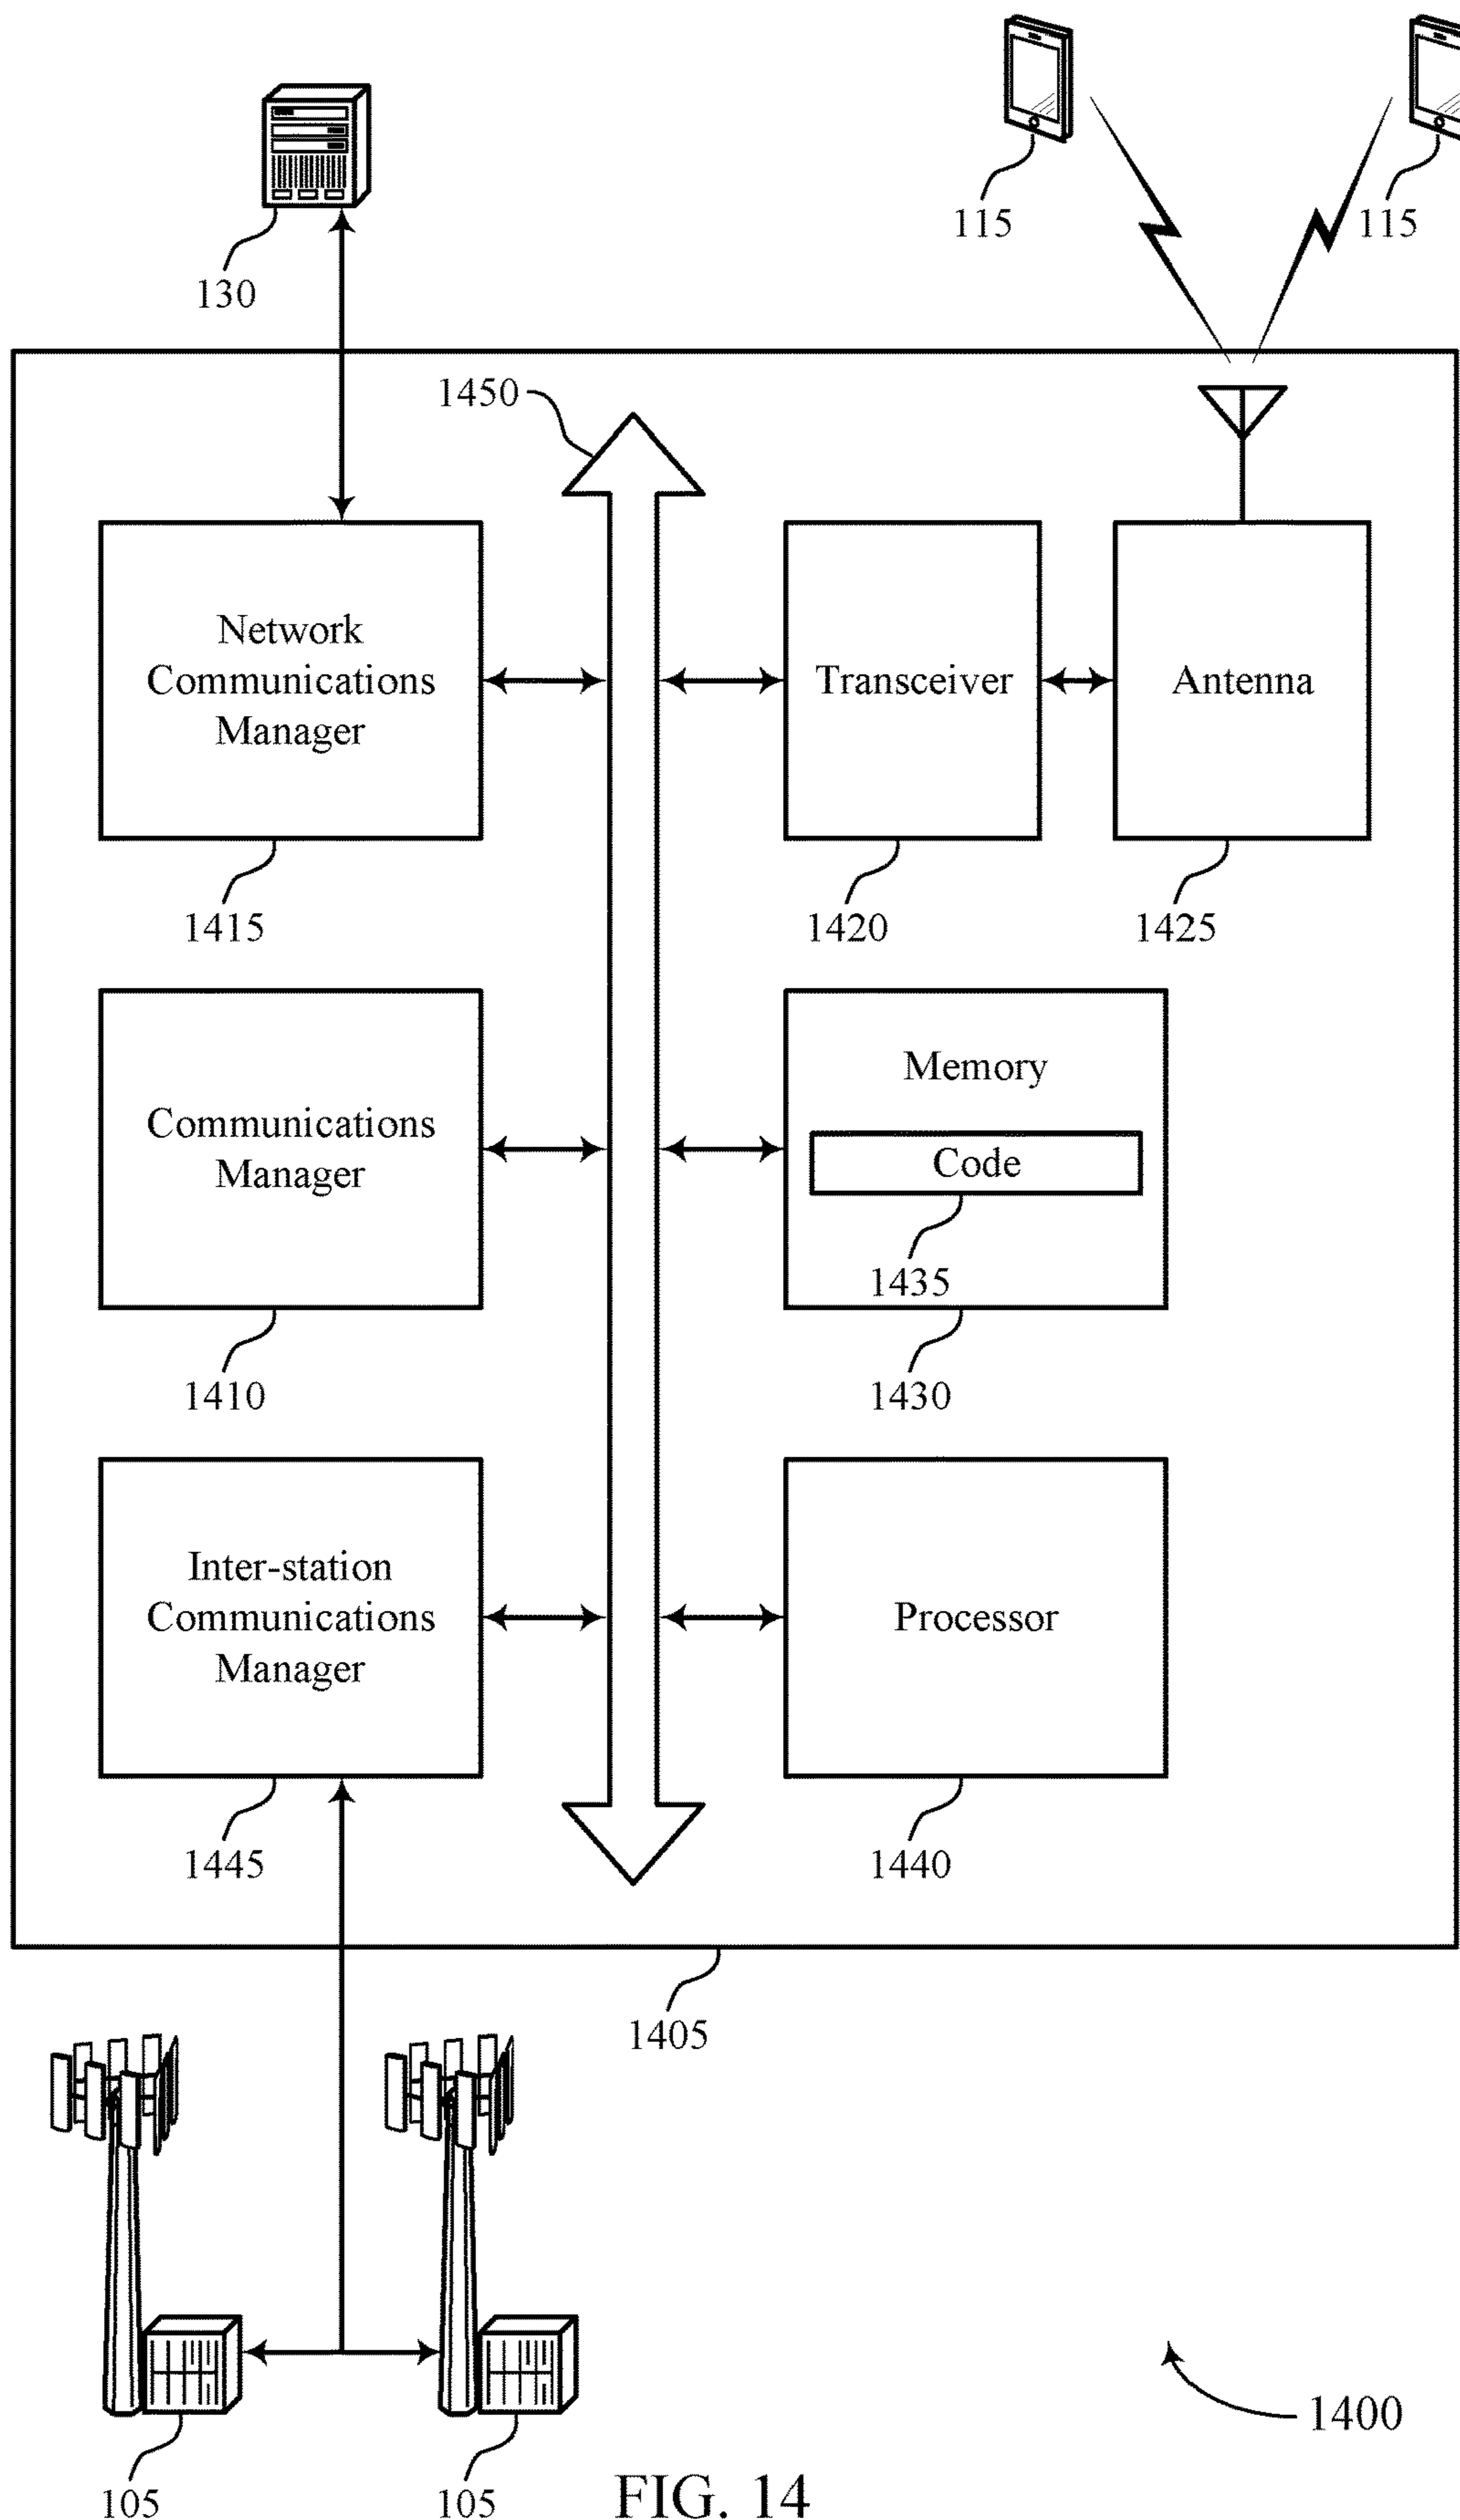 115
115
130
1450
Network
Communications
Manager
Transceiver
Antenna
1415
1420
1425
Communications
Manager
Memory
Code
1435
1410
1430
Inter-station
Communications
Manager
Processor
1445
1440
1405
1400
105
105
FIG. 14